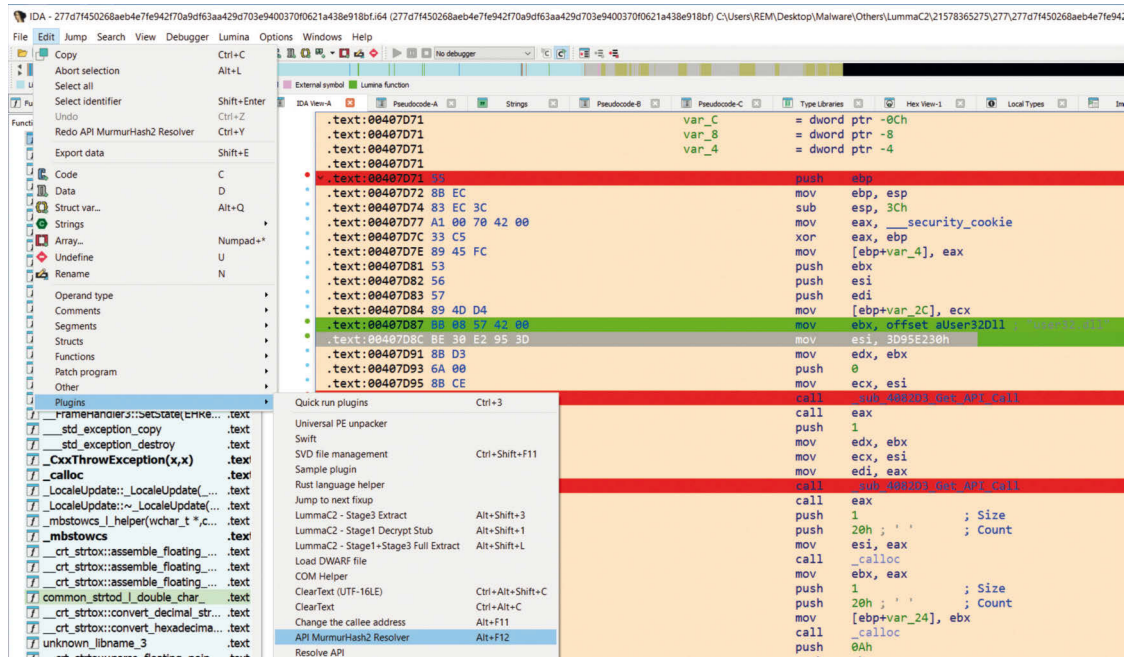 IDA - 277d7f450268aeb4e7fe942f70a9df63aa429d703e9400370f0621a438e918bf.i64 (277d7f450268aeb4e7fe942f70a9df63aa429d703e9400370f0621a438e918bf) C:\Users\REM\Desktop\Malware\Others\LummaC2\21578365275\277\277d7f450268aeb4e7fe942
File Edit Jump Search View Debugger Lumina Options Windows Help
No debugger
External symbol Lumina function
IDA View-A Pseudocode-A Strings Pseudocode-B Pseudocode-C Type Libraries Hex View-1 Local Types
Copy Ctrl+C
Abort selection Alt+L
Select all
Select identifier Shift+Enter
Undo Ctrl+Z
Redo API MurmurHash2 Resolver Ctrl+Y
Export data Shift+E
Code C
Data D
Struct var... Alt+Q
Strings
Array... Numpad+*
Undefine U
Rename N
Operand type
Comments
Segments
Structs
Functions
Patch program
Other
Plugins
Quick run plugins Ctrl+3
Universal PE unpacker
Swift
SVD file management Ctrl+Shift+F11
Sample plugin
Rust language helper
Jump to next fixup
LummaC2 - Stage3 Extract Alt+Shift+3
LummaC2 - Stage1 Decrypt Stub Alt+Shift+1
LummaC2 - Stage1+Stage3 Full Extract Alt+Shift+L
Load DWARF file
COM Helper
ClearText (UTF-16LE) Ctrl+Alt+Shift+C
ClearText Ctrl+Alt+C
Change the callee address Alt+F11
API MurmurHash2 Resolver Alt+F12
Resolve API
__FrameHandler3::SetState(EHRe... .text
___std_exception_copy .text
___std_exception_destroy .text
_CxxThrowException(x,x) .text
_calloc .text
_LocaleUpdate::_LocaleUpdate(_... .text
_LocaleUpdate::~_LocaleUpdate(... .text
_mbstowcs_l_helper(wchar_t *,c... .text
_mbstowcs .text
__crt_strtox::assemble_floating_... .text
__crt_strtox::assemble_floating_... .text
__crt_strtox::assemble_floating_... .text
common_strtod_l_double_char_ .text
__crt_strtox::convert_decimal_str... .text
__crt_strtox::convert_hexadecima... .text
unknown_libname_3 .text
.text:00407D71 var_C = dword ptr -0Ch
.text:00407D71 var_8 = dword ptr -8
.text:00407D71 var_4 = dword ptr -4
.text:00407D71
.text:00407D71 55 push ebp
.text:00407D72 8B EC mov ebp, esp
.text:00407D74 83 EC 3C sub esp, 3Ch
.text:00407D77 A1 00 70 42 00 mov eax, ___security_cookie
.text:00407D7C 33 C5 xor eax, ebp
.text:00407D7E 89 45 FC mov [ebp+var_4], eax
.text:00407D81 53 push ebx
.text:00407D82 56 push esi
.text:00407D83 57 push edi
.text:00407D84 89 4D D4 mov [ebp+var_2C], ecx
.text:00407D87 BB 08 57 42 00 mov ebx, offset aUser32Dll ; "user32.dll"
.text:00407D8C BE 30 E2 95 3D mov esi, 3D95E230h
.text:00407D91 8B D3 mov edx, ebx
.text:00407D93 6A 00 push 0
.text:00407D95 8B CE mov ecx, esi
call _sub_4082D3_Get_API_Call
call eax
push 1
mov edx, ebx
mov ecx, esi
mov edi, eax
call _sub_4082D3_Get_API_Call
call eax
push 1 ; Size
push 20h ; ' ' ; Count
mov esi, eax
call _calloc
mov ebx, eax
push 1 ; Size
push 20h ; ' ' ; Count
mov [ebp+var_24], ebx
call _calloc
push 0Ah